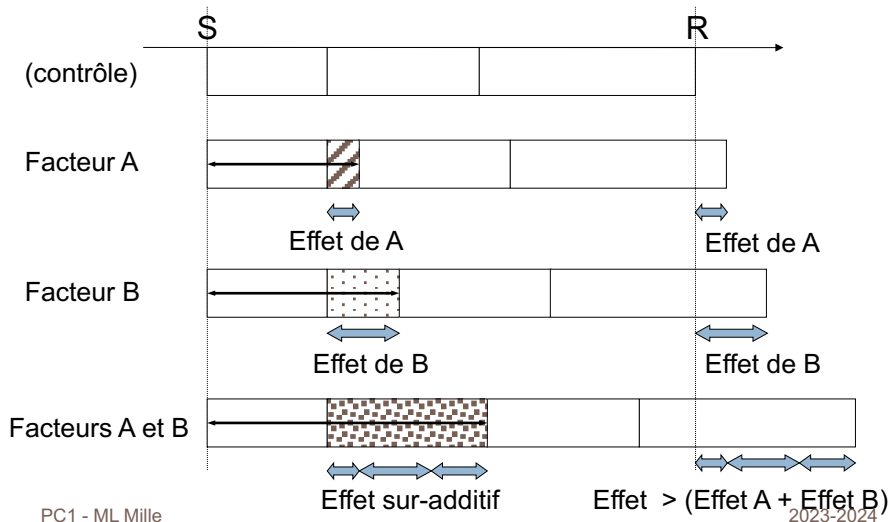 S R
(contrôle)
Facteur A
Effet de A Effet de A
Facteur B
Effet de B Effet de B
Facteurs A et B
Effet sur-additif Effet > (Effet A + Effet B)
PC1 - ML Mille 2023-2024